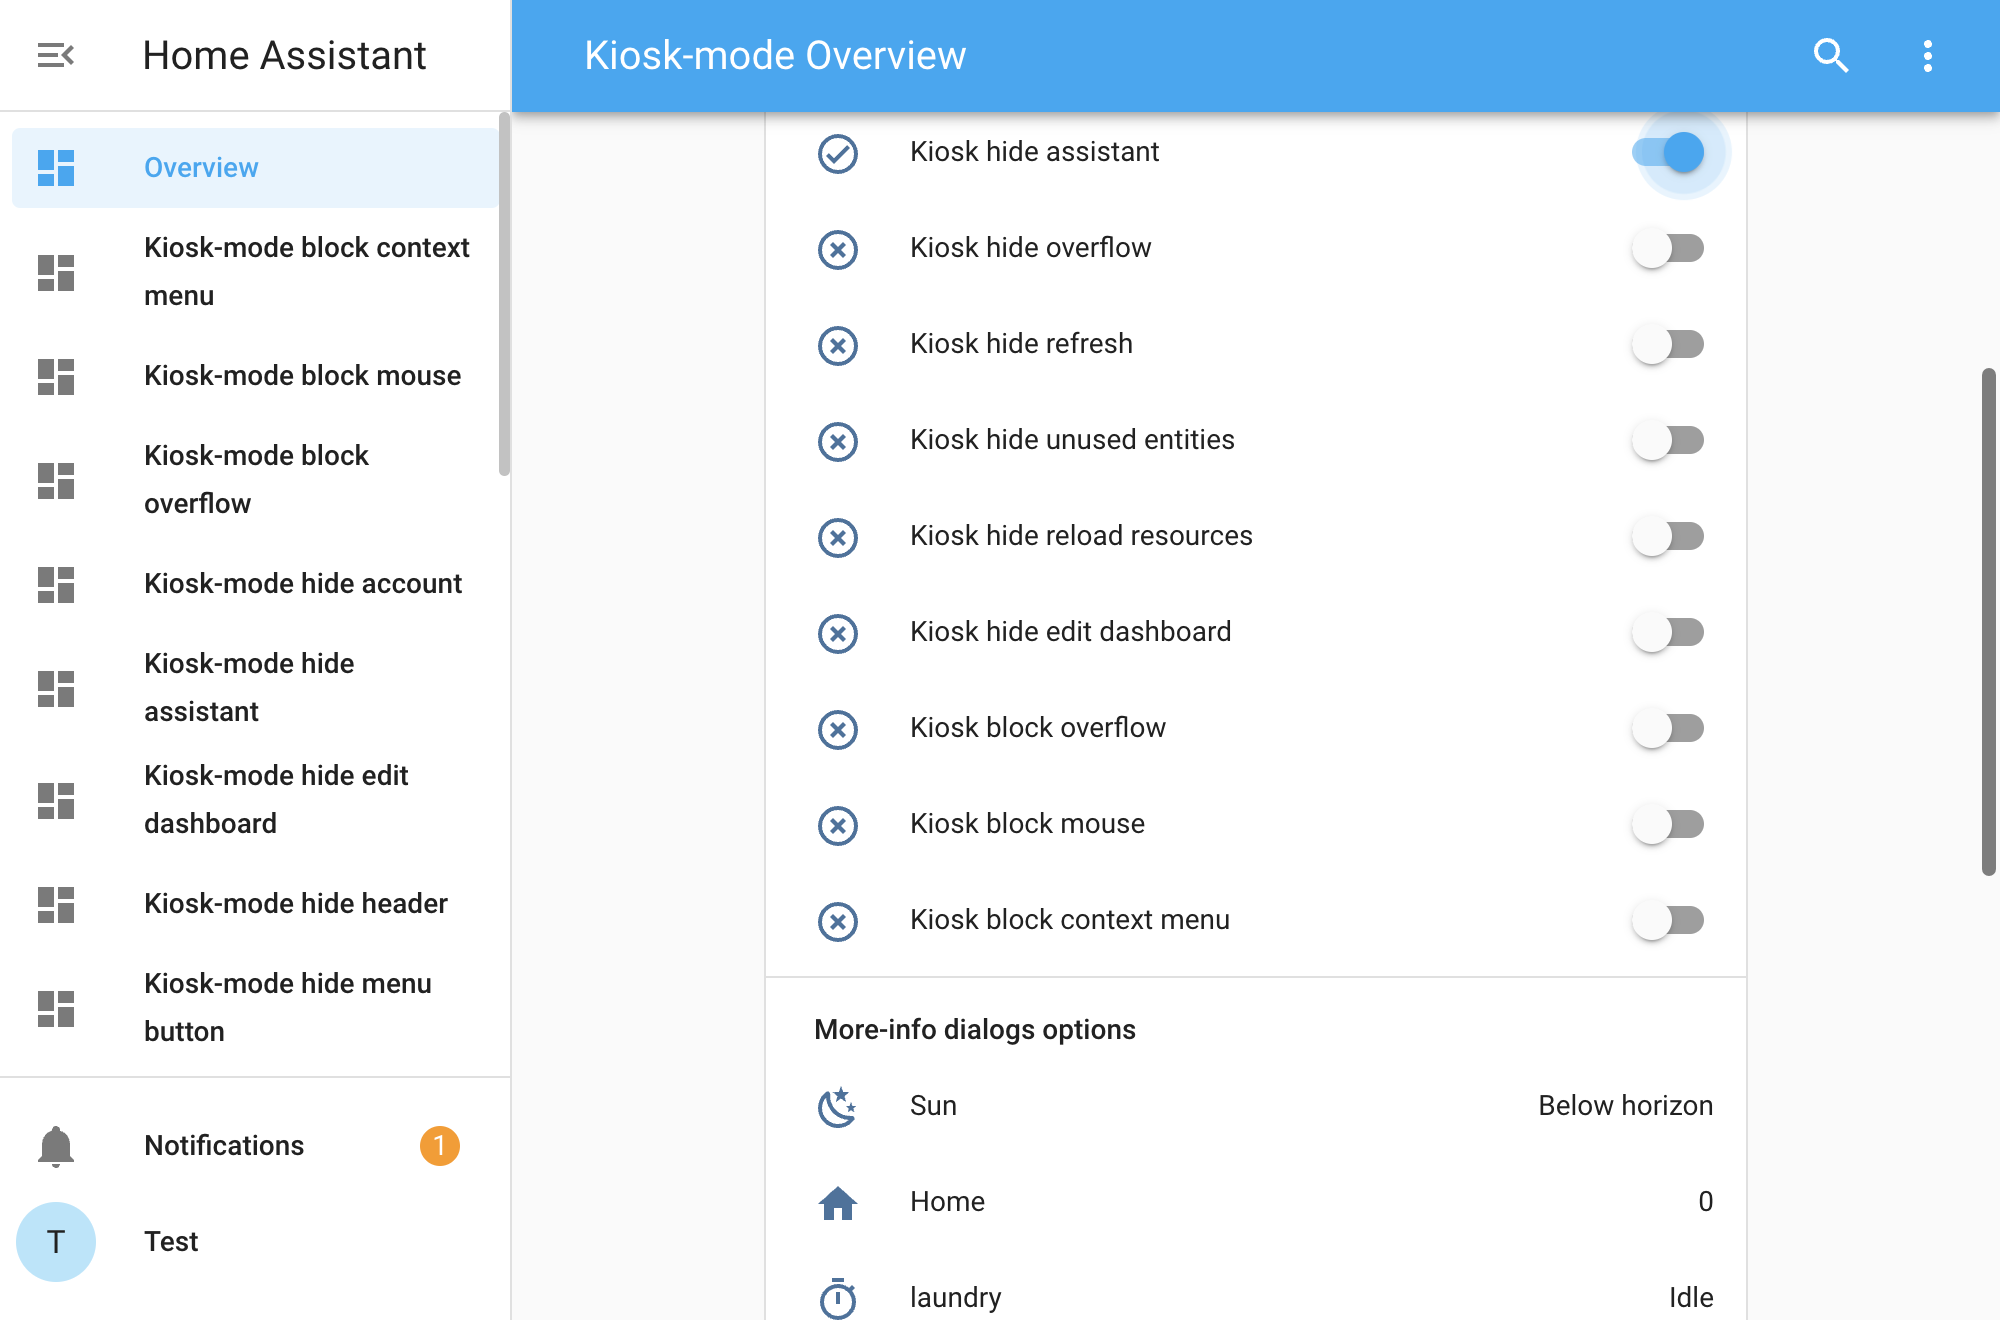 Home Assistant
Kiosk-mode Overview
Overview
Kiosk-mode block context
menu
Kiosk-mode block mouse
Kiosk-mode block
overflow
Kiosk-mode hide account
Kiosk-mode hide
assistant
Kiosk-mode hide edit
dashboard
Kiosk-mode hide header
Kiosk-mode hide menu
button
Notifications
1
T
Test
Kiosk hide assistant
Kiosk hide overflow
Kiosk hide refresh
Kiosk hide unused entities
Kiosk hide reload resources
Kiosk hide edit dashboard
Kiosk block overflow
Kiosk block mouse
Kiosk block context menu
More-info dialogs options
Sun
Below horizon
Home
0
laundry
Idle